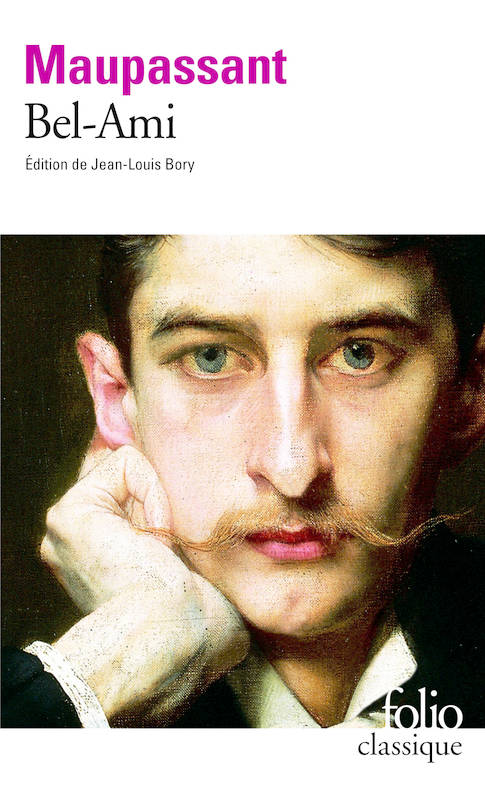 Maupassant
Bel-Ami
Édition de Jean-Louis Bory
folio
classique